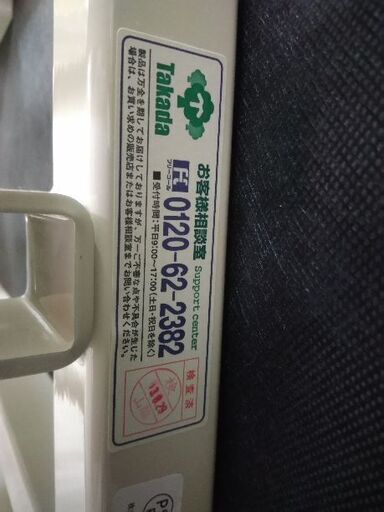 Takada
お客様相談室 Support center
フリーコール 0120-62-2382
■受付時間:平日9:00～17:00(土日・祝日を除く)
製品は万全を期してお届けしておりますが、万一ご不審な点や不具合が生じた
場合は、お買い求めの販売店またはお客様相談室までお問い合わせください。
検査済